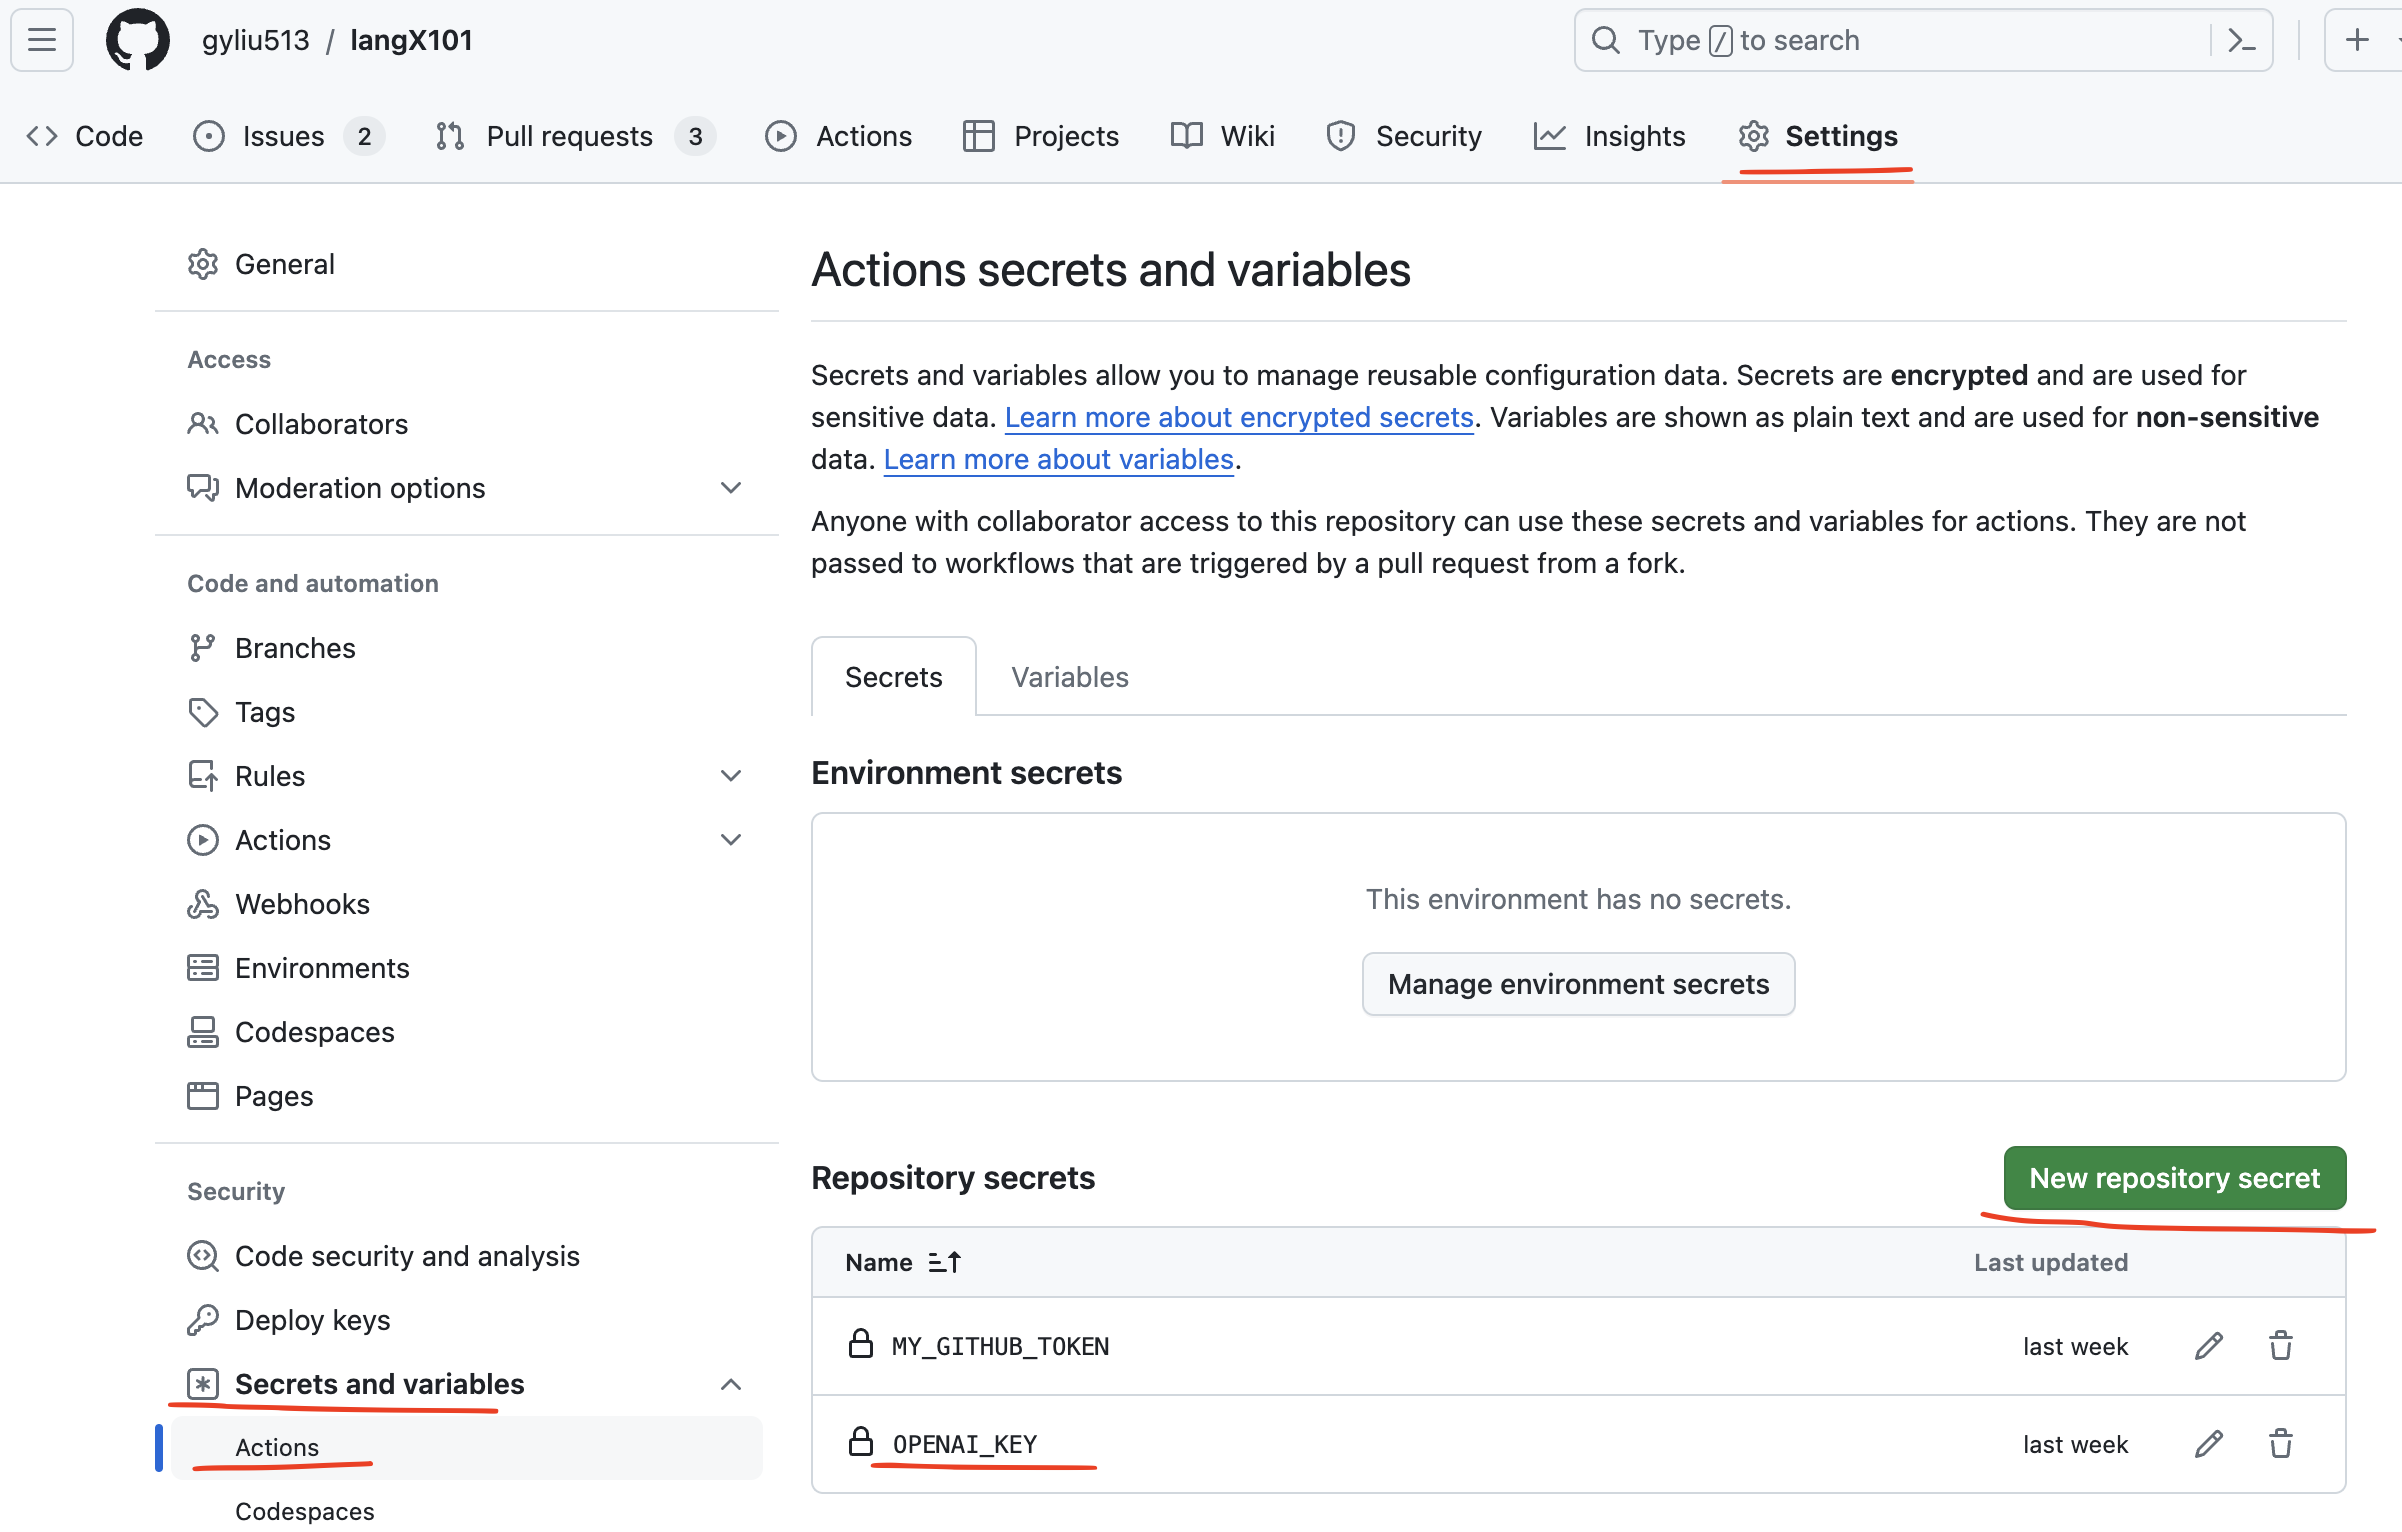 gyliu513 / langX101
Type / to search
Code
Issues 2
Pull requests 3
Actions
Projects
Wiki
Security
Insights
Settings
General
Access
Collaborators
Moderation options
Code and automation
Branches
Tags
Rules
Actions
Webhooks
Environments
Codespaces
Pages
Security
Code security and analysis
Deploy keys
Secrets and variables
Actions
Codespaces
Actions secrets and variables
Secrets and variables allow you to manage reusable configuration data. Secrets are encrypted and are used for
sensitive data. Learn more about encrypted secrets. Variables are shown as plain text and are used for non-sensitive
data. Learn more about variables.
Anyone with collaborator access to this repository can use these secrets and variables for actions. They are not
passed to workflows that are triggered by a pull request from a fork.
Secrets
Variables
Environment secrets
This environment has no secrets.
Manage environment secrets
Repository secrets
New repository secret
Name
Last updated
MY_GITHUB_TOKEN
last week
OPENAI_KEY
last week